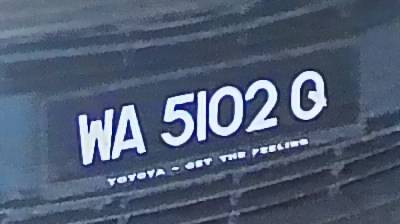 WA 5102 Q
TOYOTA - GET THE FEELING